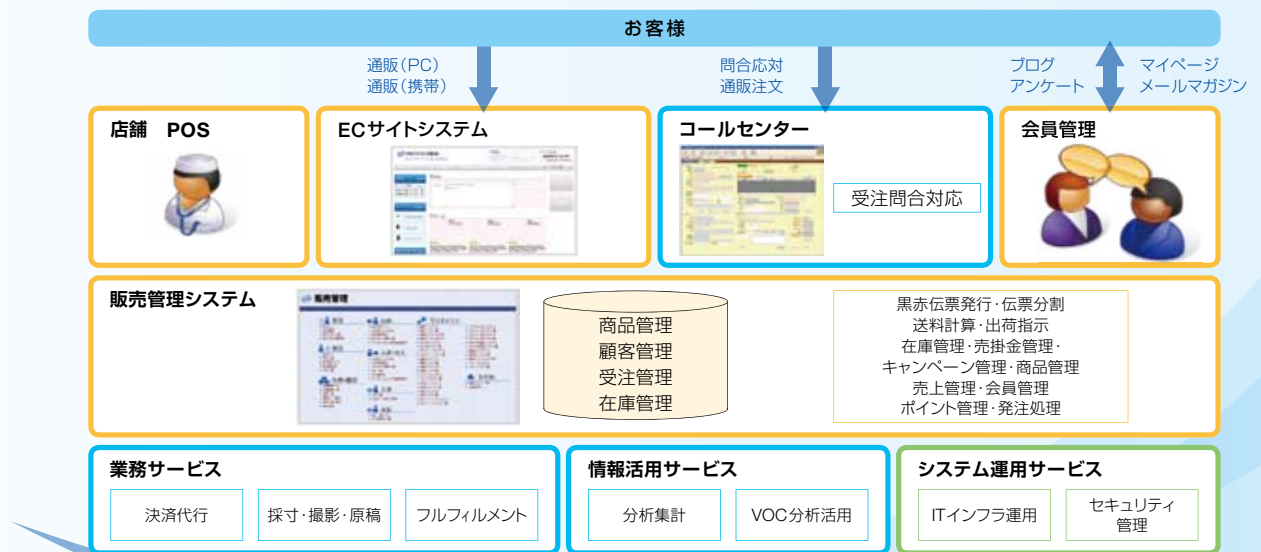 お客様
通販(PC)
通販(携帯)
問合応対
通販注文
ブログ
アンケート
マイページ
メールマガジン
店舗 POS
ECサイトシステム
コールセンター
受注問合対応
会員管理
販売管理システム
販売管理
商品管理
顧客管理
受注管理
在庫管理
黒赤伝票発行・伝票分割
送料計算・出荷指示
在庫管理・売掛金管理・
キャンペーン管理・商品管理
売上管理・会員管理
ポイント管理・発注処理
業務サービス
決済代行
採寸・撮影・原稿
フルフィルメント
情報活用サービス
分析集計
VOC分析活用
システム運用サービス
ITインフラ運用
セキュリティ
管理